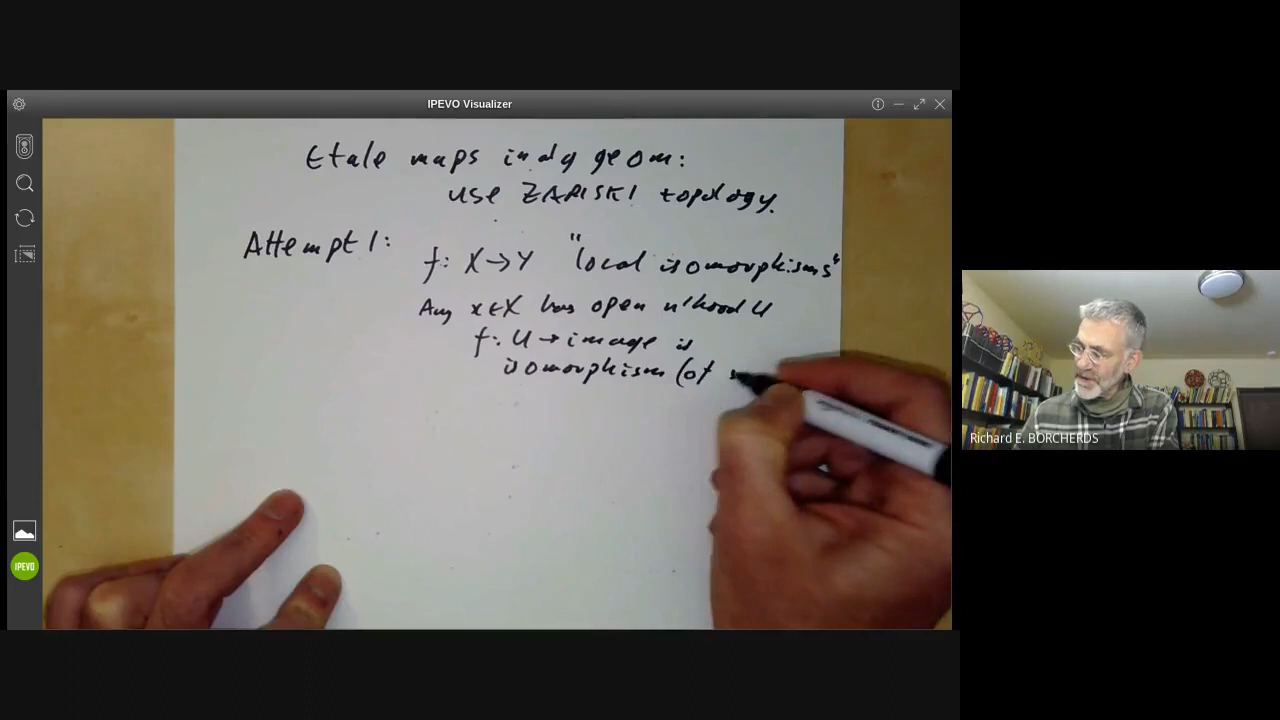 IPEVO Visualizer
Etale maps in alg geom:
use ZARISKI topology.
Attempt 1:
f: X→Y "local isomorphisms"
Any x∈X has open n'hood U
f: U→image is
isomorphism (of s
IPEVO
Richard E. BORCHERDS